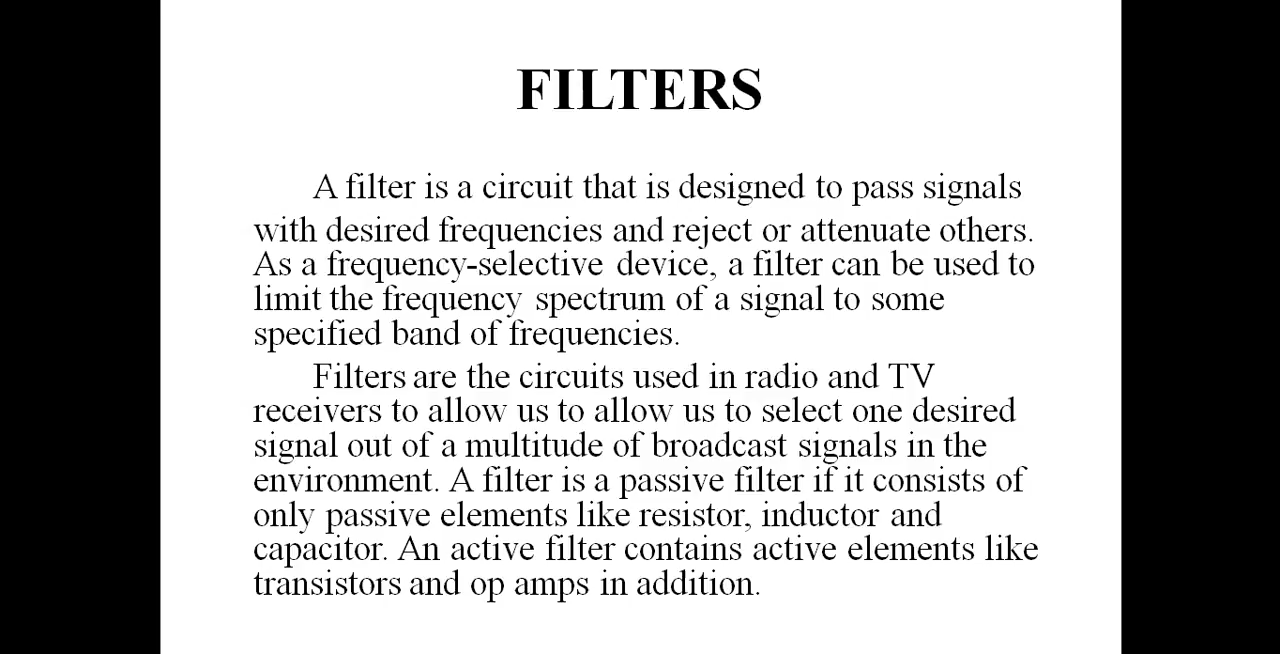 FILTERS
A filter is a circuit that is designed to pass signals
with desired frequencies and reject or attenuate others.
As a frequency-selective device, a filter can be used to
limit the frequency spectrum of a signal to some
specified band of frequencies.
Filters are the circuits used in radio and TV
receivers to allow us to allow us to select one desired
signal out of a multitude of broadcast signals in the
environment. A filter is a passive filter if it consists of
only passive elements like resistor, inductor and
capacitor. An active filter contains active elements like
transistors and op amps in addition.